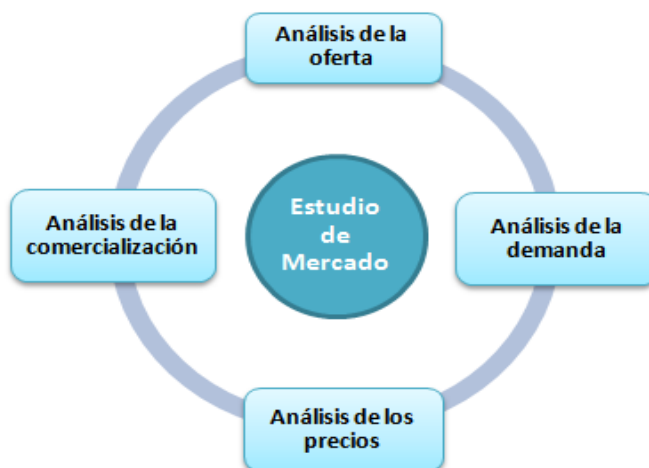 Análisis de la
oferta
Análisis de la
comercialización
Estudio
de
Mercado
Análisis de la
demanda
Análisis de los
precios